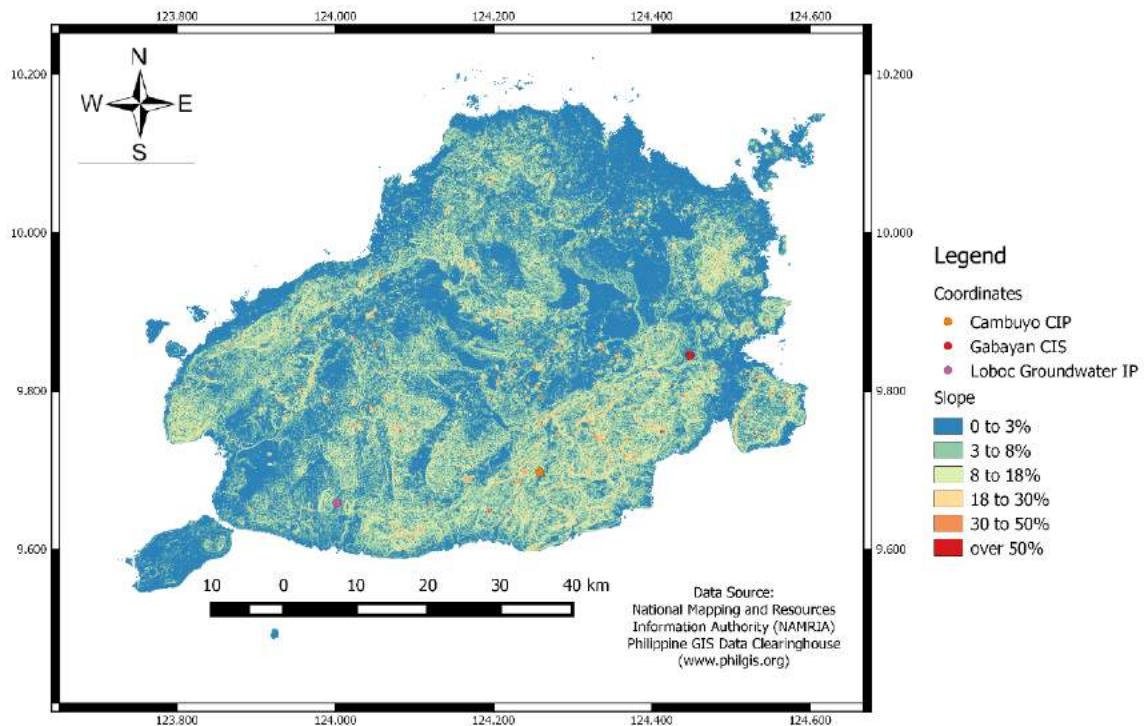 123.800 124.000 124.200 124.400 124.600
10.200 10.200
N
W E
S
10.000 10.000
9.800 9.800
9.600 9.600
Legend
Coordinates
Cambuyo CIP
Gabayan CIS
Loboc Groundwater IP
Slope
0 to 3%
3 to 8%
8 to 18%
18 to 30%
30 to 50%
over 50%
10 0 10 20 30 40 km
Data Source:
National Mapping and Resources
Information Authority (NAMRIA)
Philippine GIS Data Clearinghouse
(www.philgis.org)
123.800 124.000 124.200 124.400 124.600